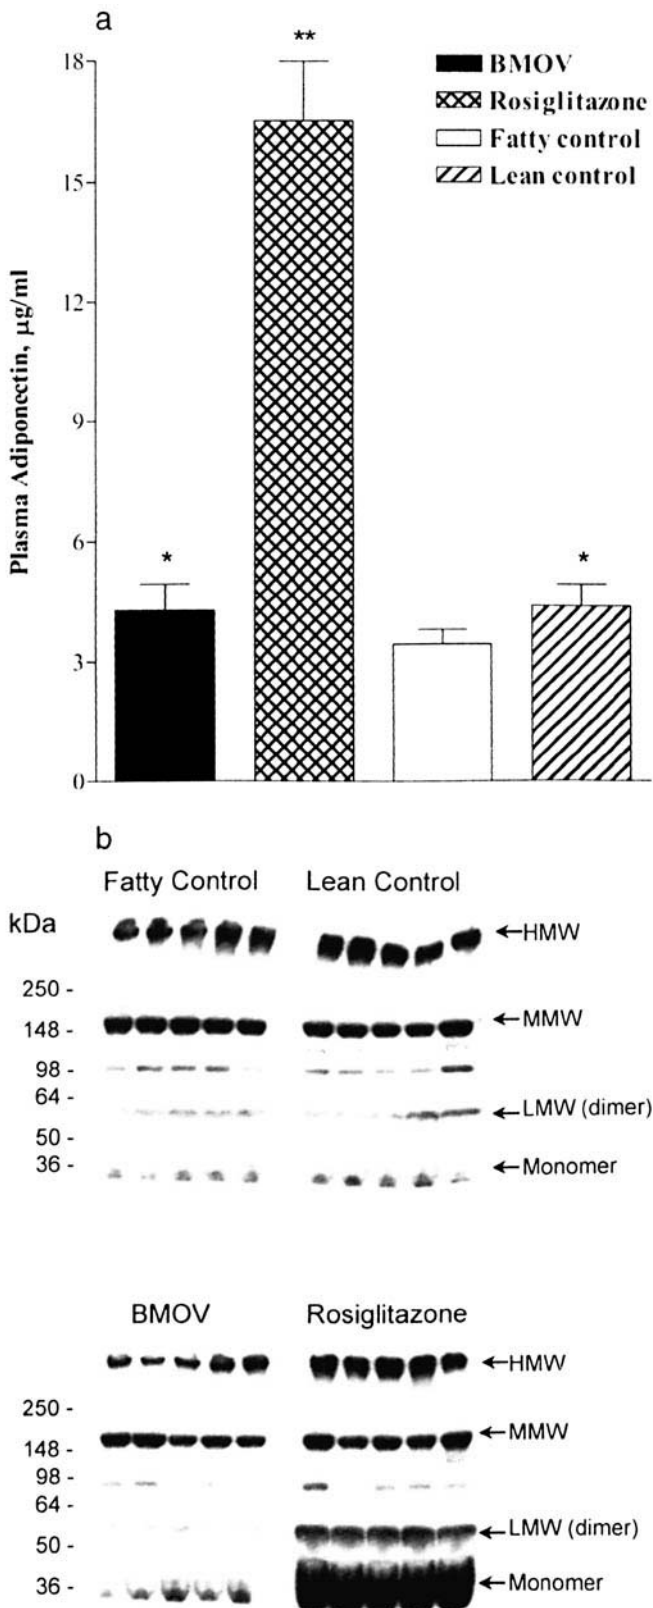 a
**
18
BMOV
Rosiglitazone
Fatty control
Lean control
15
12
9
6
3
0
*
*
Plasma Adiponectin, µg/ml
b
Fatty Control Lean Control
kDa
HMW
250 -
148 -
MMW
98 -
64 -
LMW (dimer)
50 -
36 -
Monomer
BMOV Rosiglitazone
HMW
250 -
MMW
148 -
98 -
64 -
LMW (dimer)
50 -
36 -
Monomer